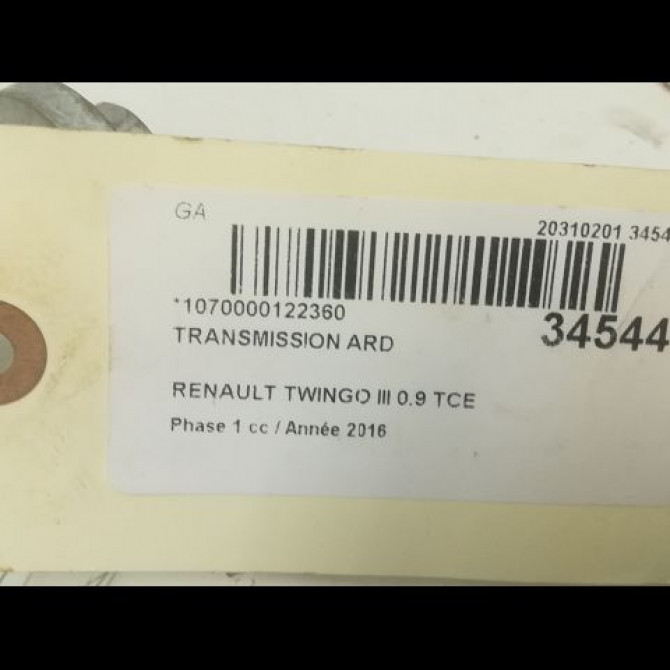 GA
20310201 3454
*1070000122360
34544
TRANSMISSION ARD
RENAULT TWINGO III 0.9 TCE
Phase 1 cc / Année 2016